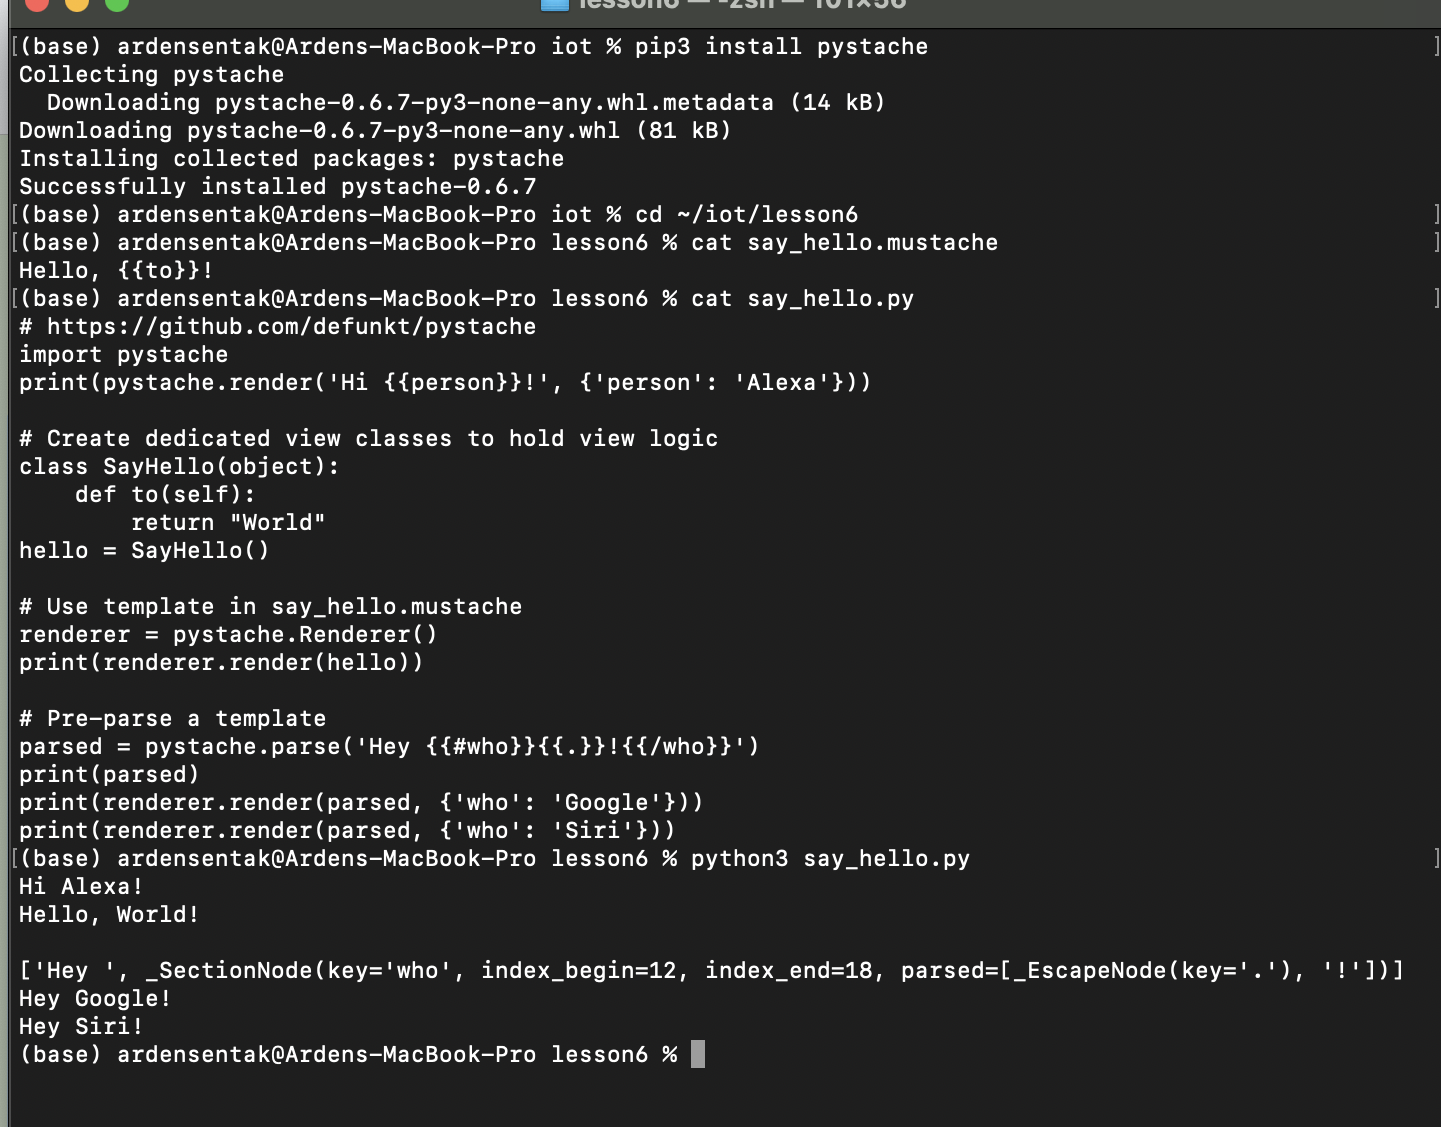 lesson6 — -zsh — 101×56
[(base) ardensentak@Ardens-MacBook-Pro iot % pip3 install pystache ]
Collecting pystache
  Downloading pystache-0.6.7-py3-none-any.whl.metadata (14 kB)
Downloading pystache-0.6.7-py3-none-any.whl (81 kB)
Installing collected packages: pystache
Successfully installed pystache-0.6.7
[(base) ardensentak@Ardens-MacBook-Pro iot % cd ~/iot/lesson6 ]
[(base) ardensentak@Ardens-MacBook-Pro lesson6 % cat say_hello.mustache ]
Hello, {{to}}!
[(base) ardensentak@Ardens-MacBook-Pro lesson6 % cat say_hello.py ]
# https://github.com/defunkt/pystache
import pystache
print(pystache.render('Hi {{person}}!', {'person': 'Alexa'}))

# Create dedicated view classes to hold view logic
class SayHello(object):
    def to(self):
        return "World"
hello = SayHello()

# Use template in say_hello.mustache
renderer = pystache.Renderer()
print(renderer.render(hello))

# Pre-parse a template
parsed = pystache.parse('Hey {{#who}}{{.}}!{{/who}}')
print(parsed)
print(renderer.render(parsed, {'who': 'Google'}))
print(renderer.render(parsed, {'who': 'Siri'}))
[(base) ardensentak@Ardens-MacBook-Pro lesson6 % python3 say_hello.py ]
Hi Alexa!
Hello, World!

['Hey ', _SectionNode(key='who', index_begin=12, index_end=18, parsed=[_EscapeNode(key='.'), '!'])]
Hey Google!
Hey Siri!
(base) ardensentak@Ardens-MacBook-Pro lesson6 %